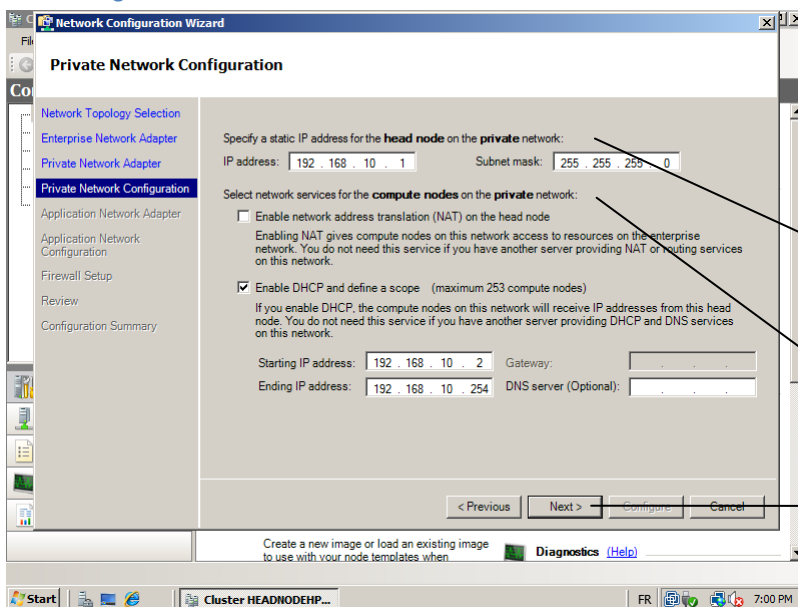 Network Configuration Wizard
Private Network Configuration
Network Topology Selection
Enterprise Network Adapter
Private Network Adapter
Private Network Configuration
Application Network Adapter
Application Network
Configuration
Firewall Setup
Review
Configuration Summary
Specify a static IP address for the head node on the private network:
IP address: 192 . 168 . 10 . 1 Subnet mask: 255 . 255 . 255 . 0
Select network services for the compute nodes on the private network:
Enable network address translation (NAT) on the head node
Enabling NAT gives compute nodes on this network access to resources on the enterprise
network. You do not need this service if you have another server providing NAT or routing services
on this network.
Enable DHCP and define a scope (maximum 253 compute nodes)
If you enable DHCP, the compute nodes on this network will receive IP addresses from this head
node. You do not need this service if you have another server providing DHCP and DNS services
on this network.
Starting IP address: 192 . 168 . 10 . 2 Gateway: . . .
Ending IP address: 192 . 168 . 10 . 254 DNS server (Optional): . . .
< Previous Next > Configure Cancel
Create a new image or load an existing image
to use with your node templates when
Diagnostics (Help)
Start Cluster HEADNODEHP... FR 7:00 PM